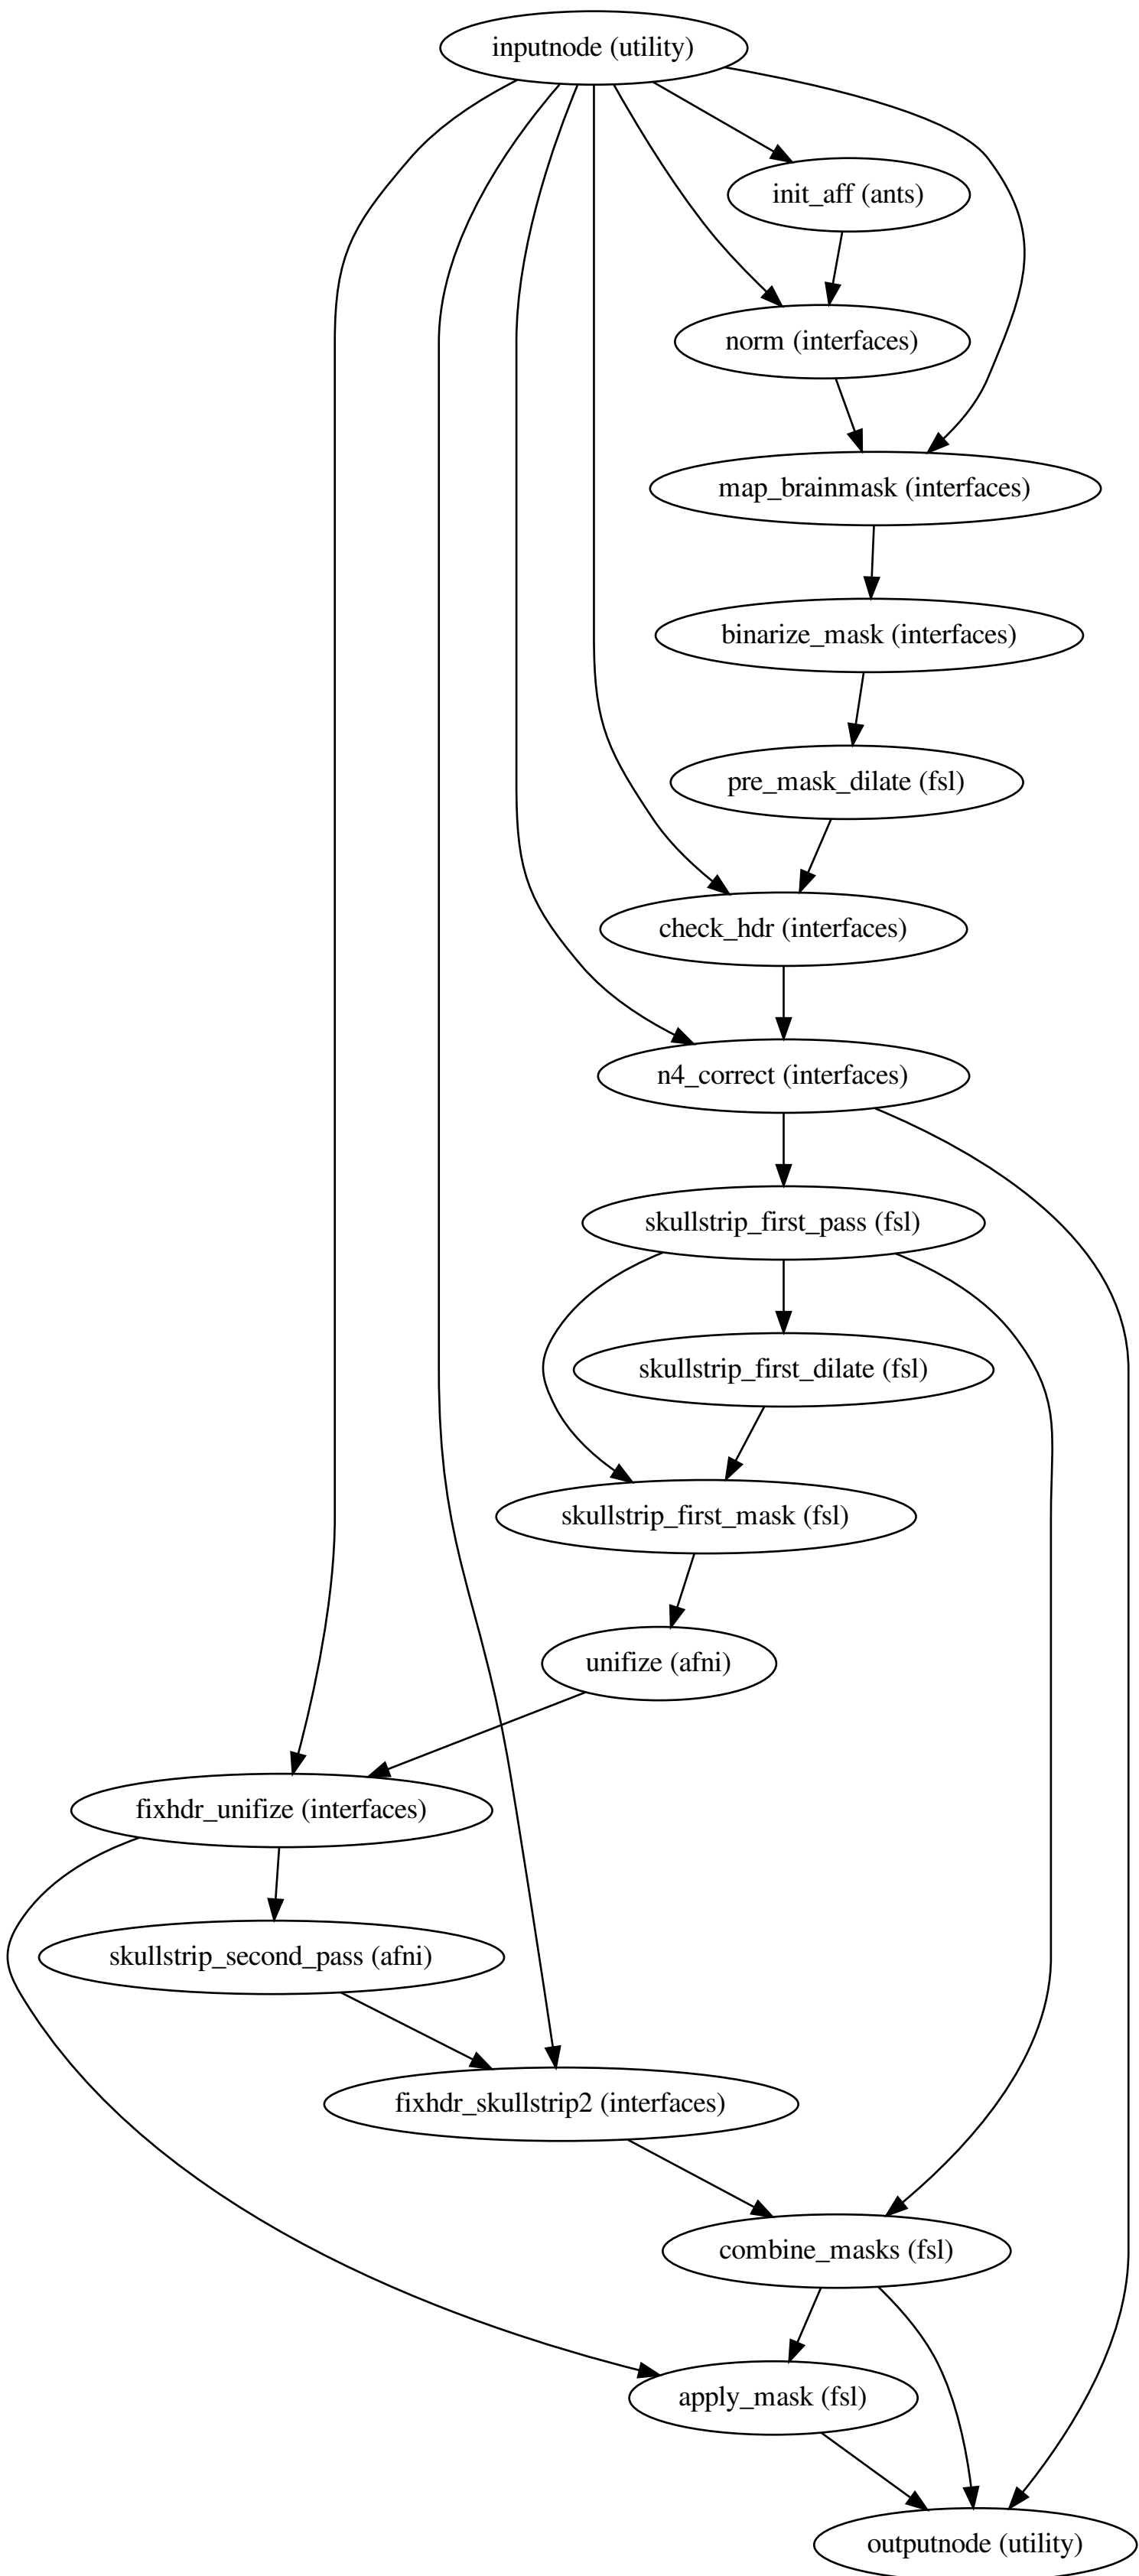 inputnode (utility)
init_aff (ants)
norm (interfaces)
map_brainmask (interfaces)
binarize_mask (interfaces)
pre_mask_dilate (fsl)
check_hdr (interfaces)
n4_correct (interfaces)
skullstrip_first_pass (fsl)
skullstrip_first_dilate (fsl)
skullstrip_first_mask (fsl)
unifize (afni)
fixhdr_unifize (interfaces)
skullstrip_second_pass (afni)
fixhdr_skullstrip2 (interfaces)
combine_masks (fsl)
apply_mask (fsl)
outputnode (utility)